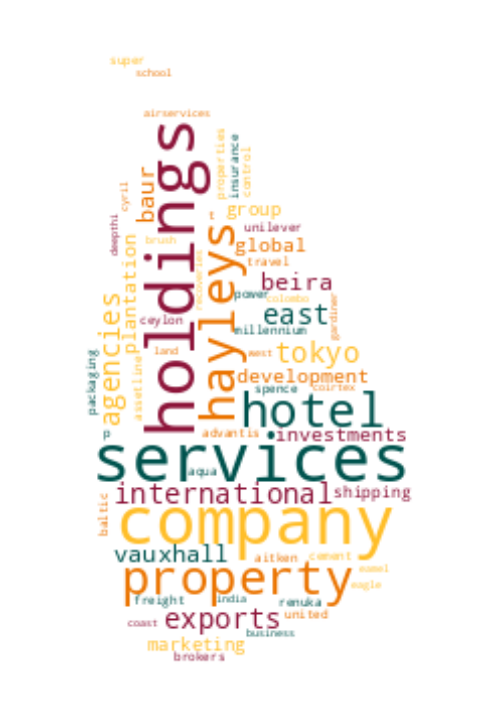 super
school
airservices
holdings
properties
insurance
control
baur
cyril
deepthi
t
group
unilever
brush
hayleys
global
travel
recoveries
plantation
beira
power
colombo
agencies
ceylon
east
gardiner
millennium
land
west
tokyo
packaging
assetline
development
spence
coirtex
hotel
p
advantis
investments
services
aqua
international
shipping
baltic
company
vauxhall
aitken
cement
eamel
property
eagle
freight
india
renuka
coast
exports
united
business
marketing
brokers